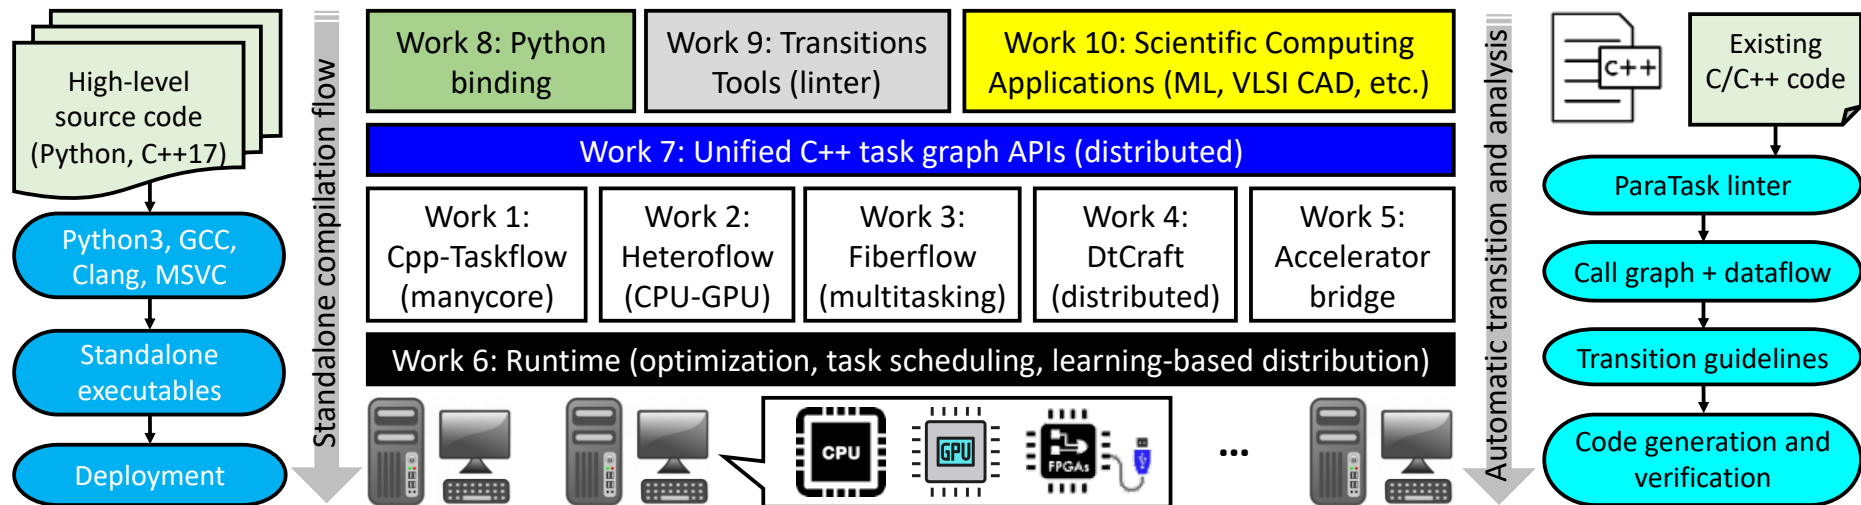 High-level
source code
(Python, C++17)
Python3, GCC,
Clang, MSVC
Standalone
executables
Deployment
Standalone compilation flow
Work 8: Python
binding
Work 9: Transitions
Tools (linter)
Work 10: Scientific Computing
Applications (ML, VLSI CAD, etc.)
Work 7: Unified C++ task graph APIs (distributed)
Work 1:
Cpp-Taskflow
(manycore)
Work 2:
Heteroflow
(CPU-GPU)
Work 3:
Fiberflow
(multitasking)
Work 4:
DtCraft
(distributed)
Work 5:
Accelerator
bridge
Work 6: Runtime (optimization, task scheduling, learning-based distribution)
CPU
GPU
FPGAs
...
Automatic transition and analysis
C++
Existing
C/C++ code
ParaTask linter
Call graph + dataflow
Transition guidelines
Code generation and
verification